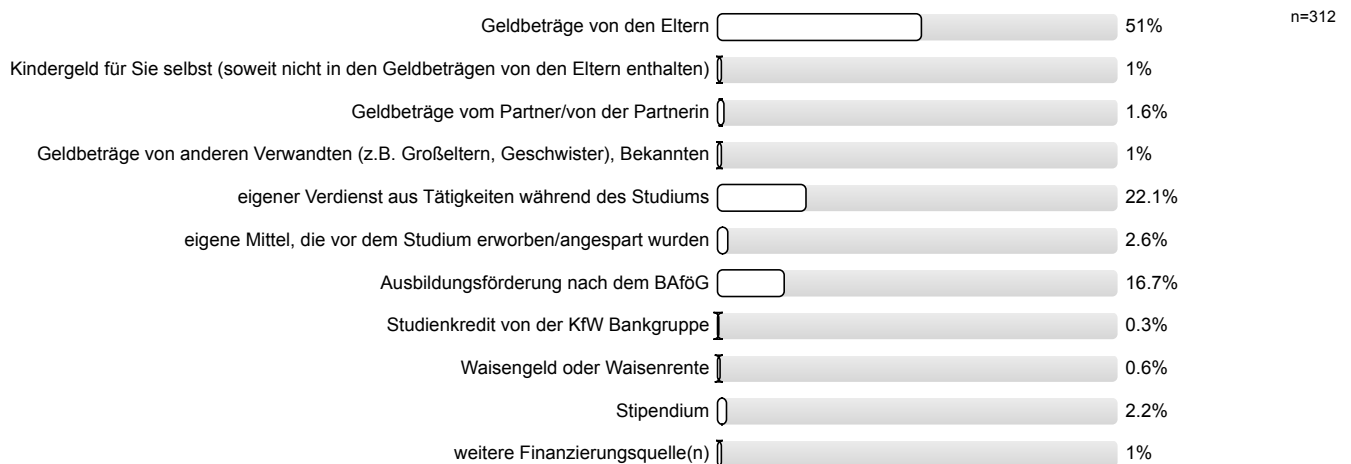 Geldbeträge von den Eltern 51% n=312
Kindergeld für Sie selbst (soweit nicht in den Geldbeträgen von den Eltern enthalten) 1%
Geldbeträge vom Partner/von der Partnerin 1.6%
Geldbeträge von anderen Verwandten (z.B. Großeltern, Geschwister), Bekannten 1%
eigener Verdienst aus Tätigkeiten während des Studiums 22.1%
eigene Mittel, die vor dem Studium erworben/angespart wurden 2.6%
Ausbildungsförderung nach dem BAföG 16.7%
Studienkredit von der KfW Bankgruppe 0.3%
Waisengeld oder Waisenrente 0.6%
Stipendium 2.2%
weitere Finanzierungsquelle(n) 1%